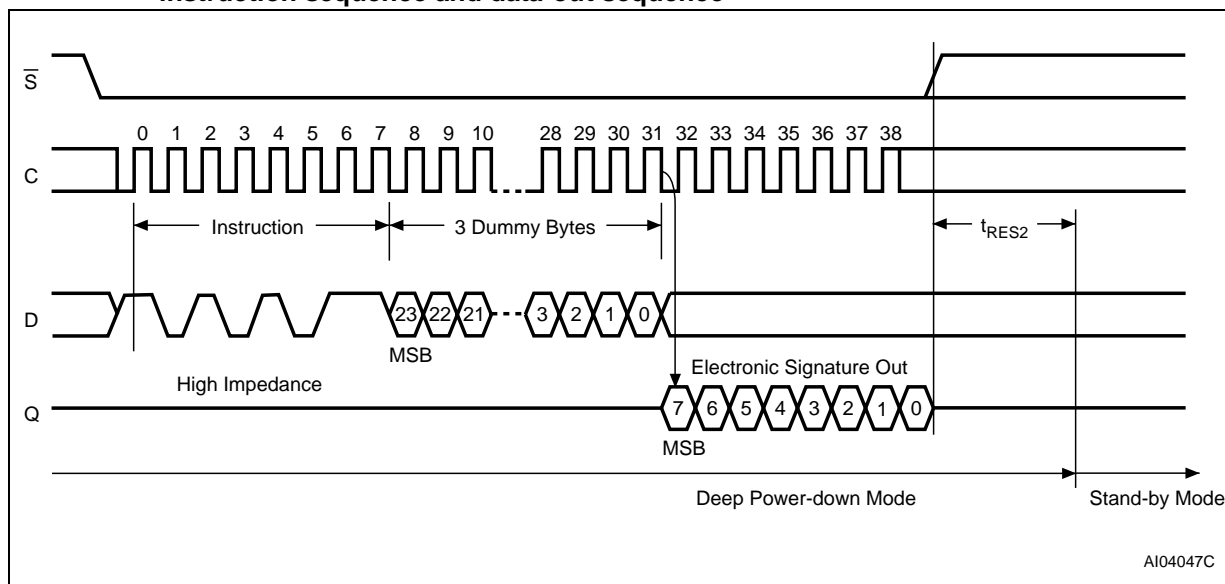 Instruction sequence and data-out sequence
S
0 1 2 3 4 5 6 7 8 9 10 28 29 30 31 32 33 34 35 36 37 38
C
Instruction 3 Dummy Bytes tRES2
D 23 22 21 3 2 1 0
MSB
High Impedance Electronic Signature Out
Q 7 6 5 4 3 2 1 0
MSB
Deep Power-down Mode Stand-by Mode
AI04047C